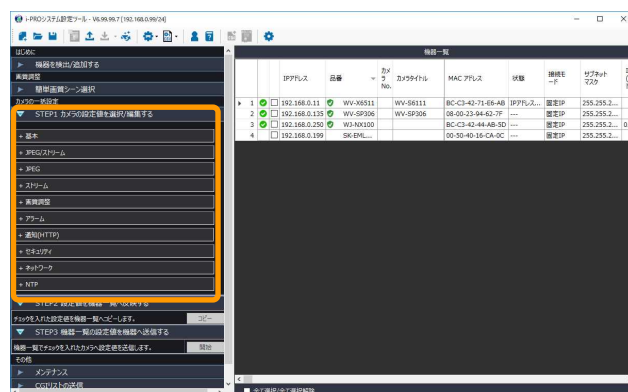 i-PROシステム設定ツール - V6.99.99.7 [192.168.0.99/24]
はじめに
機器を検出/追加する
画質調整
簡単画質シーン選択
カメラの一括設定
STEP1 カメラの設定値を選択/編集する
+ 基本
+ JPEG/ストリーム
+ JPEG
+ ストリーム
+ 画質調整
+ アラーム
+ 通知(HTTP)
+ セキュリティ
+ ネットワーク
+ NTP
STEP2 設定値を機器一覧へ反映する
チェックを入れた設定値を機器一覧へコピーします。 コピー
STEP3 機器一覧の設定値を機器へ送信する
機器一覧でチェックを入れたカメラへ設定値を送信します。 開始
その他
メンテナンス
CGIリストの送信
機器一覧
IPアドレス 品番 カメラNo. カメラタイトル MAC アドレス 状態 接続モード サブネットマスク
1 192.168.0.11 WV-X6511 WV-S6111 BC-C3-42-71-E6-AB IPアドレス... 固定IP 255.255.2...
2 192.168.0.135 WV-SP306 WV-SP306 08-00-23-94-62-7F --- 固定IP 255.255.2...
3 192.168.0.250 WJ-NX100 BC-C3-42-44-AB-5D --- 固定IP 255.255.2...
4 192.168.0.199 SK-EML... 00-50-40-16-CA-0C --- 固定IP 255.255.2...
全て選択/全て選択解除